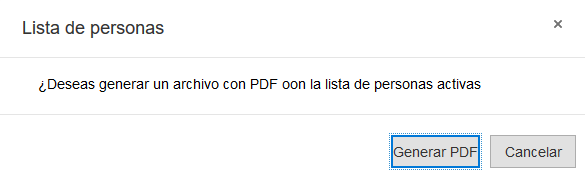 Lista de personas
×
¿Deseas generar un archivo con PDF oon la lista de personas activas
Generar PDF
Cancelar